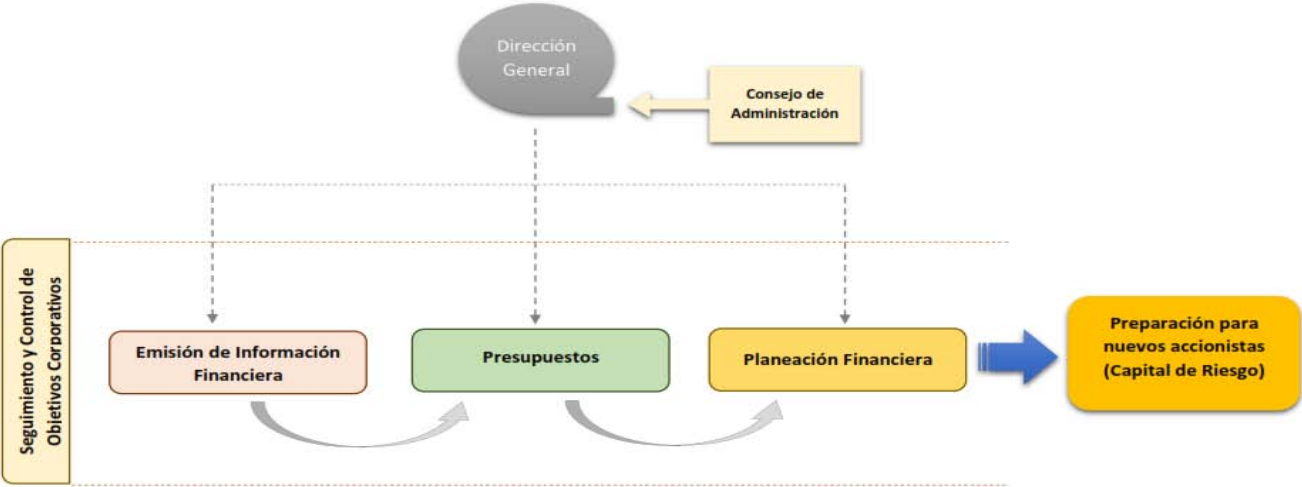 Dirección
General
Consejo de
Administración
Seguimiento y Control de
Objetivos Corporativos
Emisión de Información
Financiera
Presupuestos
Planeación Financiera
Preparación para
nuevos accionistas
(Capital de Riesgo)